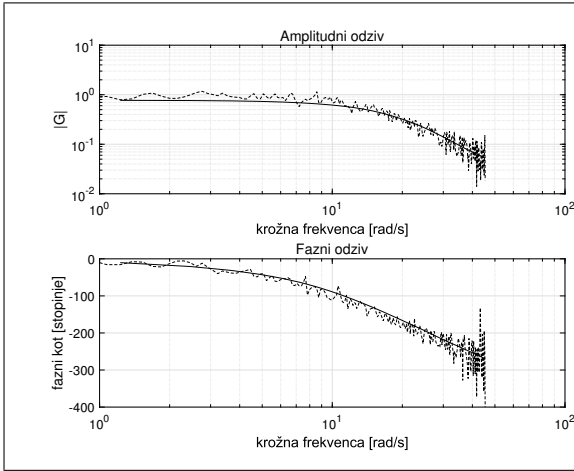 Amplitudni odziv
10^1
10^0
10^-1
10^-2
|G|
10^0
10^1
10^2
krožna frekvenca [rad/s]
Fazni odziv
0
-100
-200
-300
-400
fazni kot [stopinje]
10^0
10^1
10^2
krožna frekvenca [rad/s]